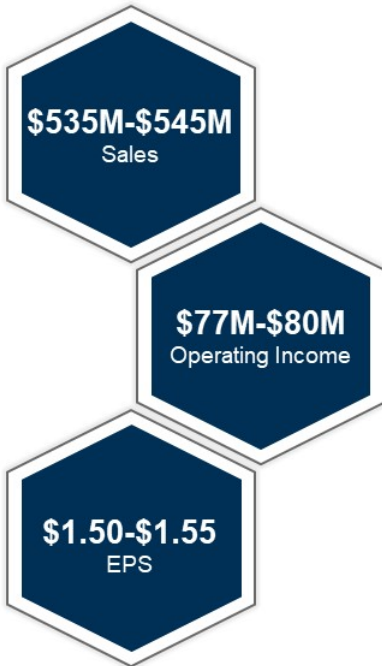 $535M-$545M
Sales
$77M-$80M
Operating Income
$1.50-$1.55
EPS